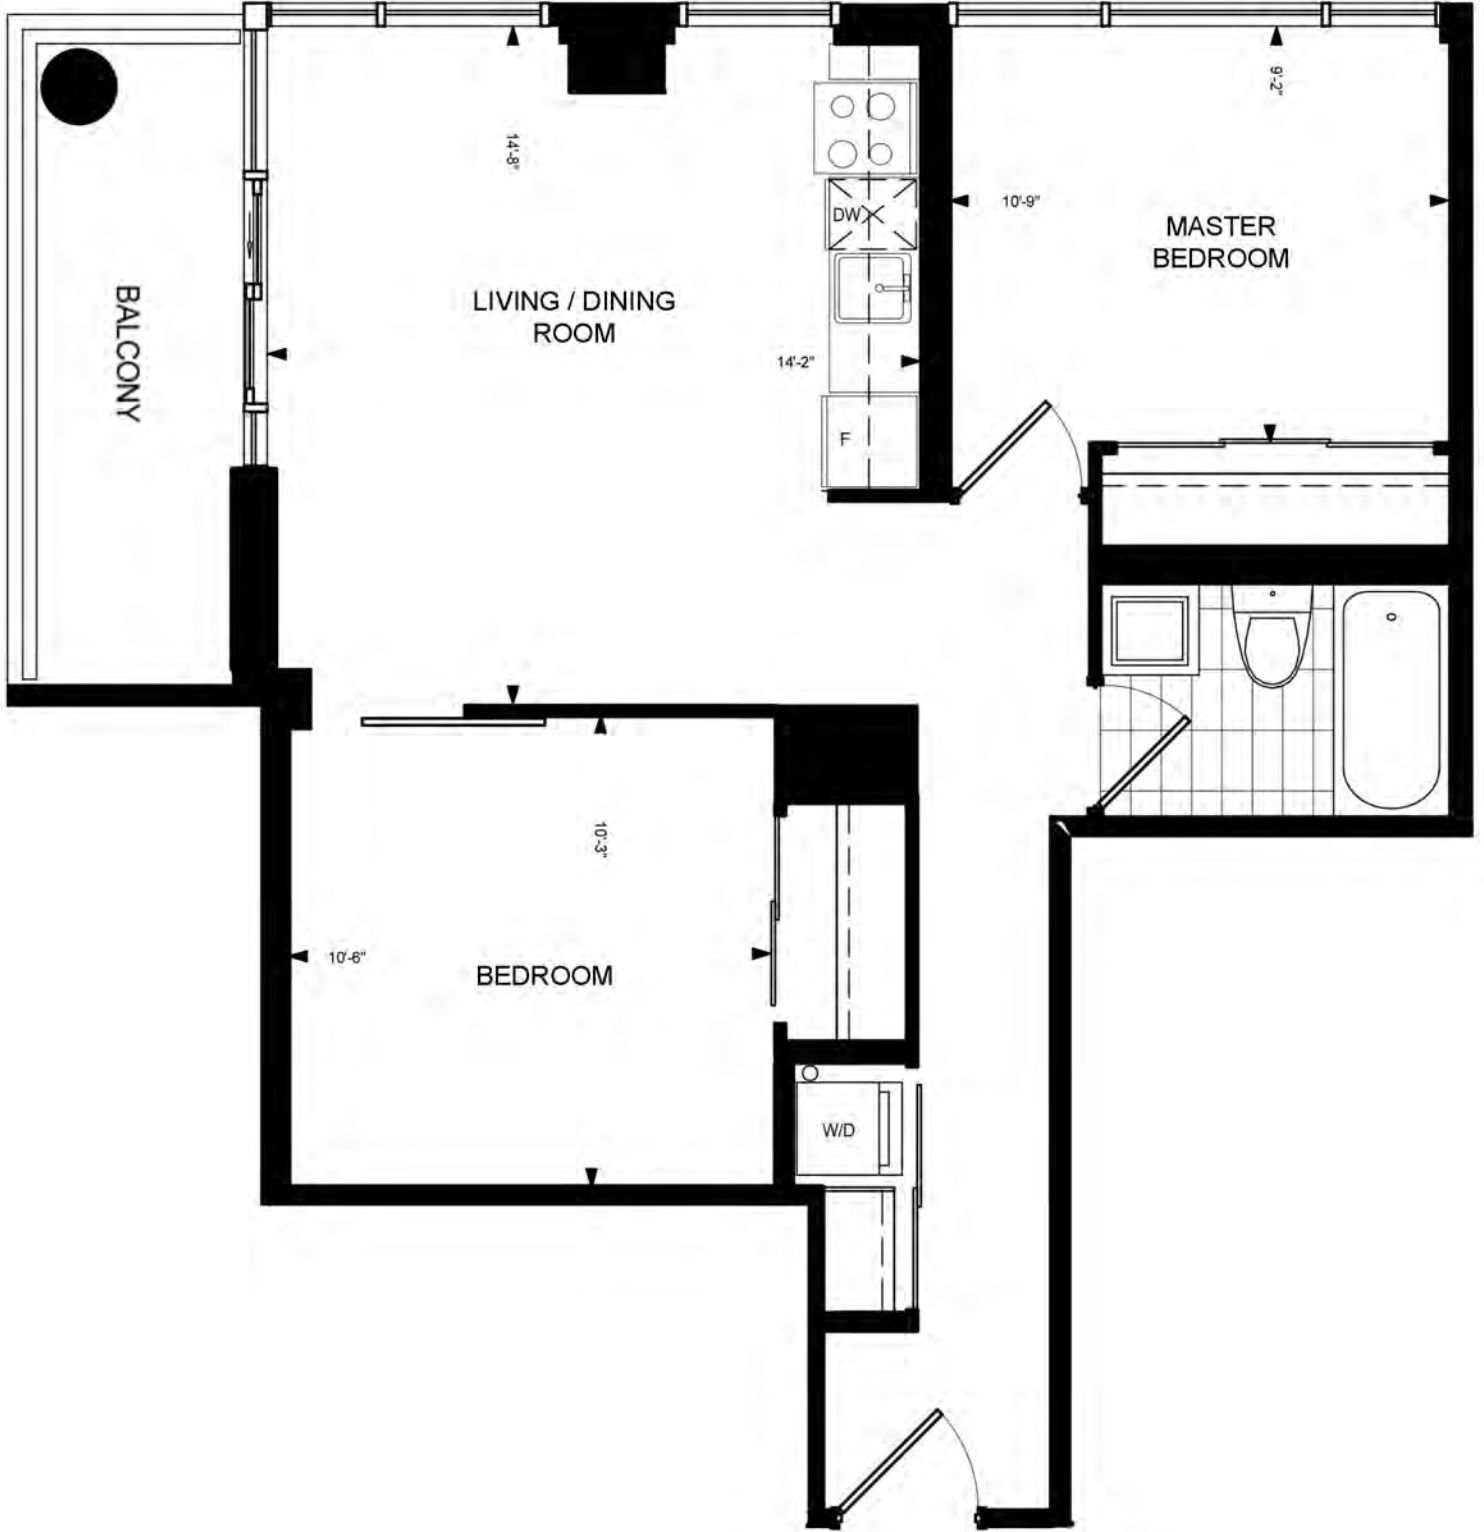 9'-2"
14'-8"
10'-9"
DW
MASTER
BEDROOM
LIVING / DINING
ROOM
BALCONY
14'-2"
F
10'-3"
10'-6"
BEDROOM
W/D